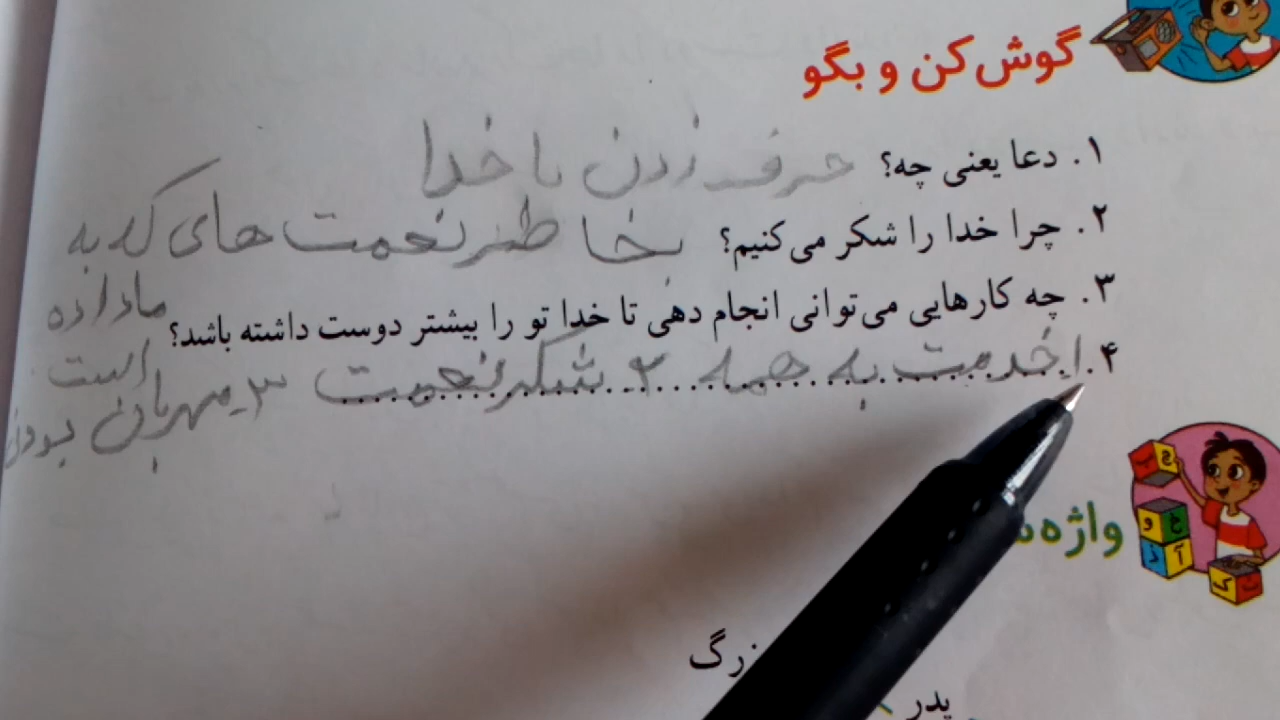 گوش کن و بگو
۱. دعا یعنی چه؟ حرف زدن با خدا
۲. چرا خدا را شکر می‌کنیم؟ بخاطر نعمت های که به
ما داده
است
۳. چه کارهایی می‌توانی انجام دهی تا خدا تو را بیشتر دوست داشته باشد؟
۴. ۱ خدمت به همه ۲ شکر نعمت ۳-مهربان بودن
پدر